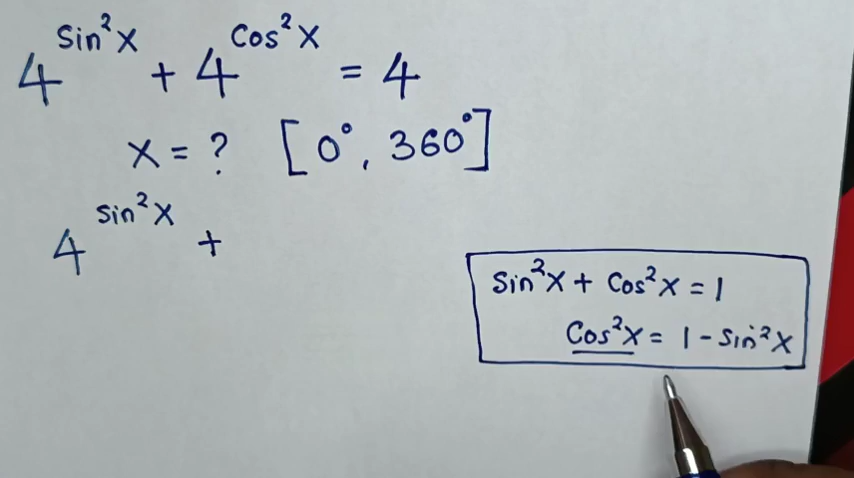 4^sin²x + 4^cos²x = 4
x = ? [0°, 360°]
4^sin²x +
sin²x + cos²x = 1
cos²x = 1 - sin²x